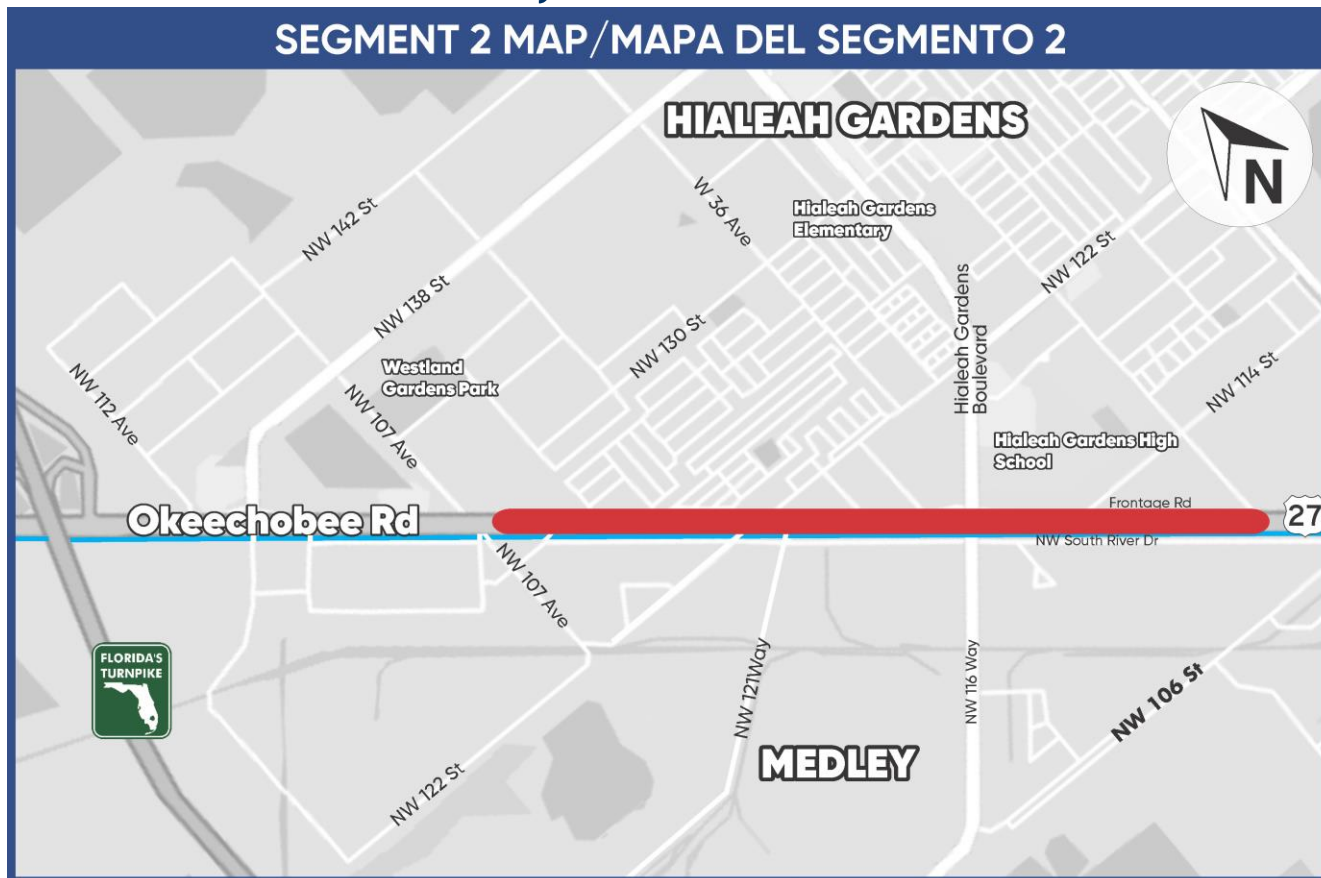 SEGMENT 2 MAP/MAPA DEL SEGMENTO 2
HIALEAH GARDENS
N
W 36 Ave
Hialeah Gardens
Elementary
NW 142 St
NW 122 St
NW 138 St
Hialeah Gardens
Boulevard
NW 130 St
Westland
Gardens Park
NW 114 St
NW 112 Ave
NW 107 Ave
Hialeah Gardens High
School
Frontage Rd
Okeechobee Rd
27
NW South River Dr
NW 107 Ave
FLORIDA'S
TURNPIKE
NW 121Way
NW 116 Way
NW 106 St
MEDLEY
NW 122 St